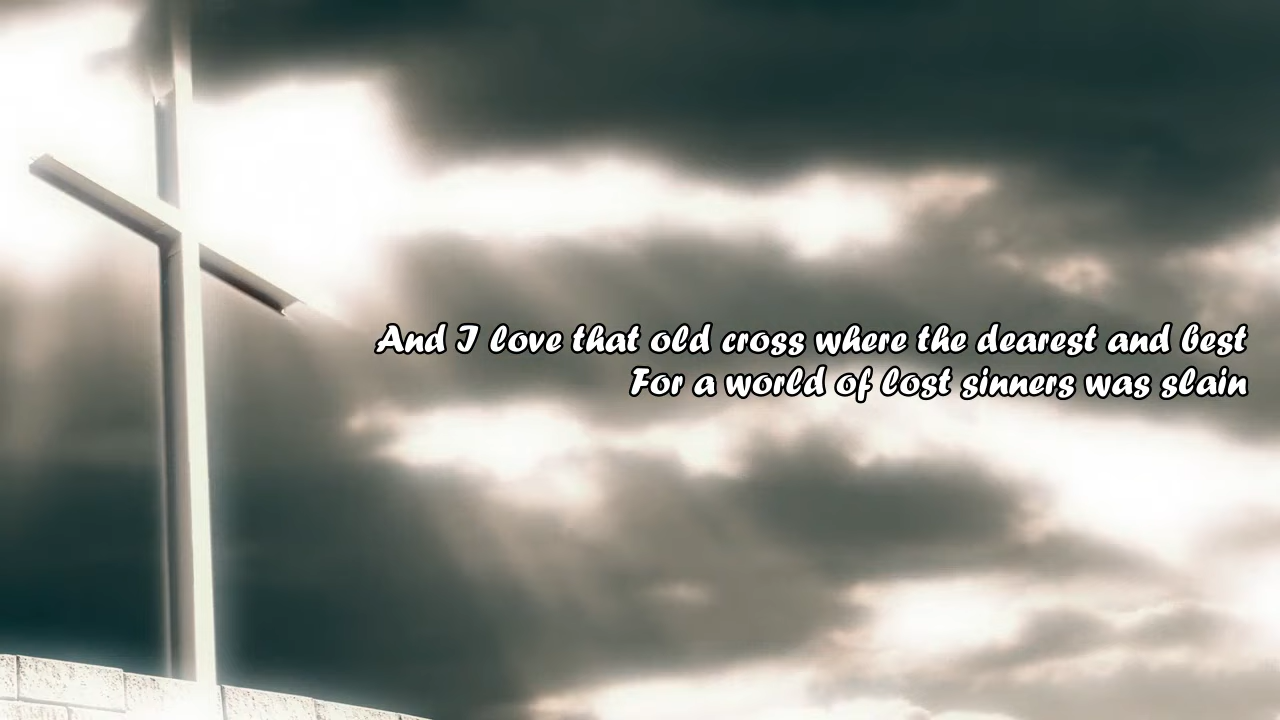 And I love that old cross where the dearest and best
For a world of lost sinners was slain